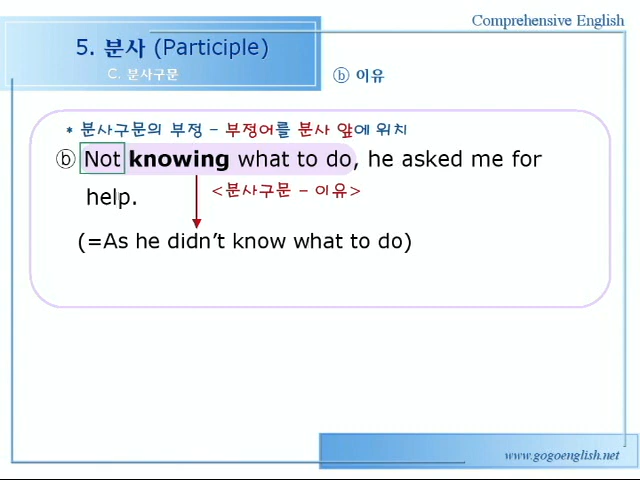 Comprehensive English
5. 분사 (Participle)
C. 분사구문
ⓑ 이유
* 분사구문의 부정 - 부정어를 분사 앞에 위치
ⓑ Not knowing what to do, he asked me for
help.
<분사구문 - 이유>
(=As he didn't know what to do)
www.gogoenglish.net